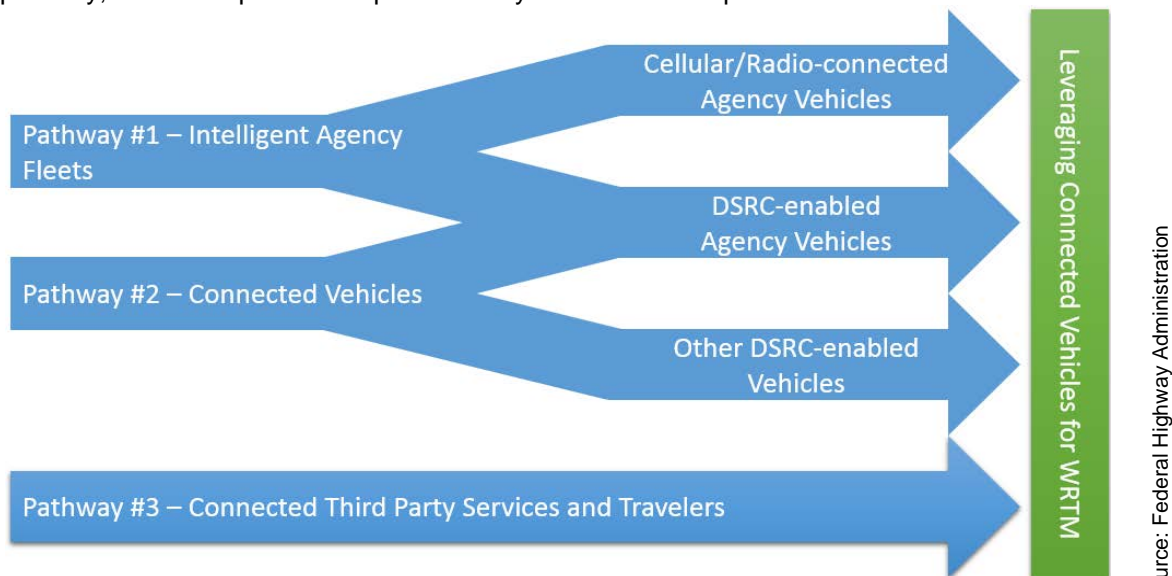 Cellular/Radio-connected
Agency Vehicles
Pathway #1 – Intelligent Agency
Fleets
DSRC-enabled
Agency Vehicles
Pathway #2 – Connected Vehicles
Other DSRC-enabled
Vehicles
Pathway #3 – Connected Third Party Services and Travelers
Leveraging Connected Vehicles for WRTM
Federal Highway Administration